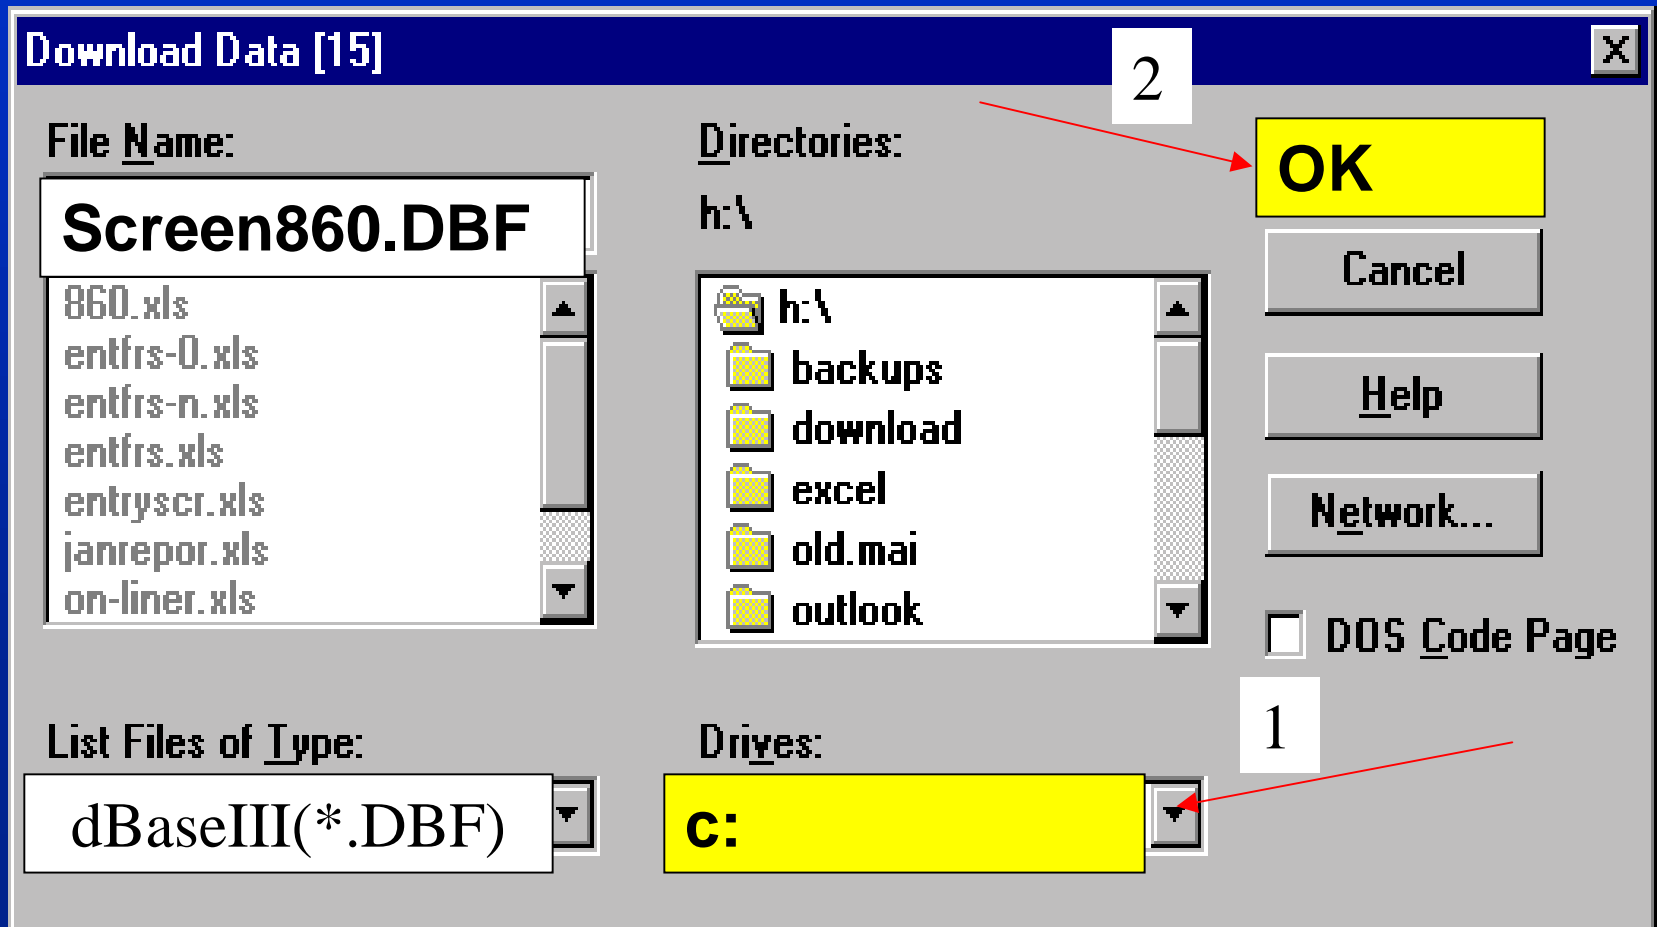 Download Data [15]
X
2
File Name:
Screen860.DBF
860.xls
entfrs-0.xls
entfrs-n.xls
entfrs.xls
entryscr.xls
janrepor.xls
on-liner.xls
Directories:
h:\
h:\
backups
download
excel
old.mai
outlook
OK
Cancel
Help
Network...
DOS Code Page
1
List Files of Type:
dBaseIII(*.DBF)
Drives:
c: